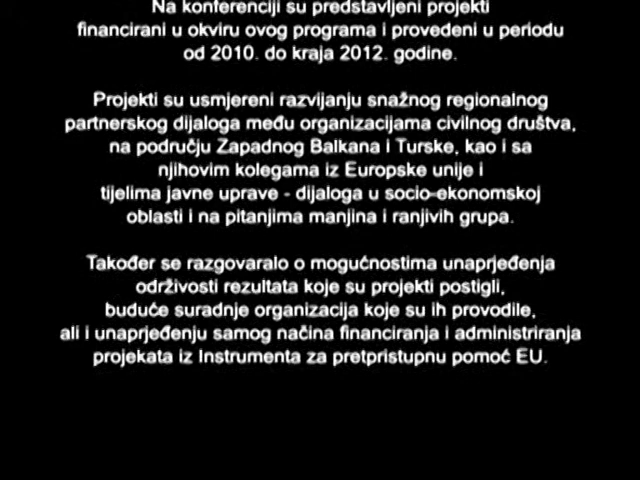 Na konferenciji su predstavljeni projekti
financirani u okviru ovog programa i provedeni u periodu
od 2010. do kraja 2012. godine.
Projekti su usmjereni razvijanju snažnog regionalnog
partnerskog dijaloga među organizacijama civilnog društva,
na području Zapadnog Balkana i Turske, kao i sa
njihovim kolegama iz Europske unije i
tijelima javne uprave - dijaloga u socio-ekonomskoj
oblasti i na pitanjima manjina i ranjivih grupa.
Također se razgovaralo o mogućnostima unaprjeđenja
održivosti rezultata koje su projekti postigli,
buduće suradnje organizacija koje su ih provodile,
ali i unaprjeđenju samog načina financiranja i administriranja
projekata iz Instrumenta za pretpristupnu pomoć EU.